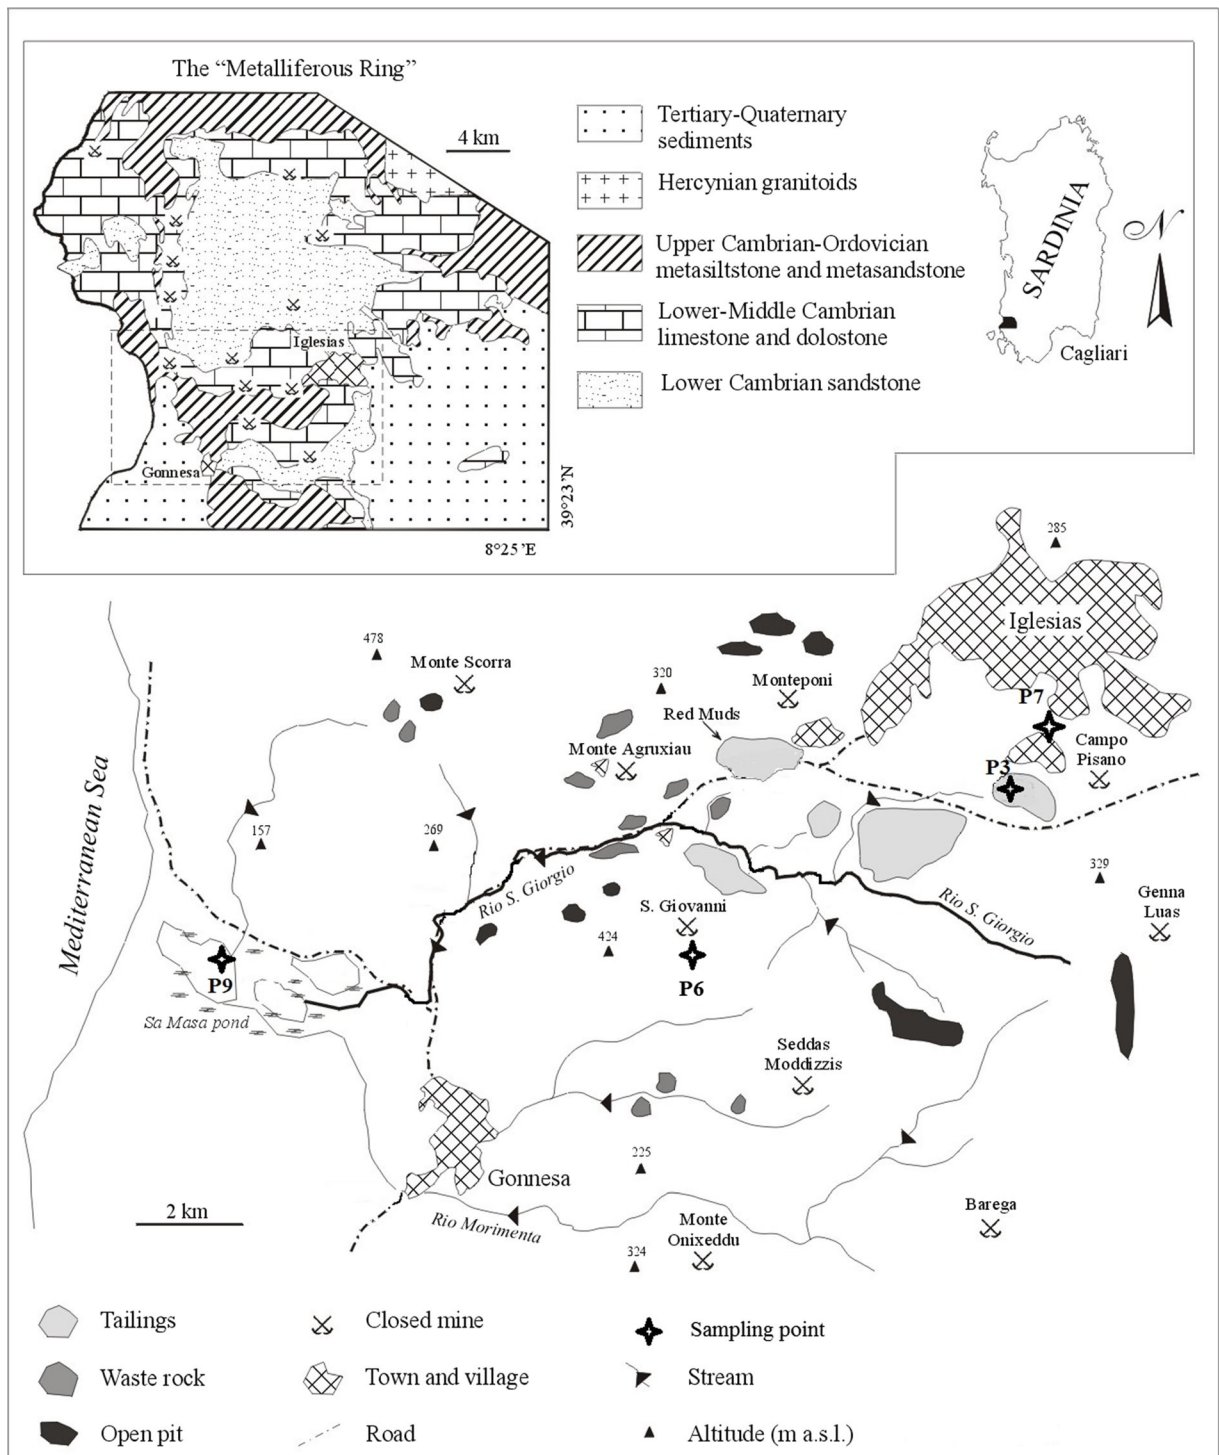 The “Metalliferous Ring”
4 km
Iglesias
Gonnesa
39°23’N
8°25’E
Tertiary-Quaternary
sediments
Hercynian granitoids
Upper Cambrian-Ordovician
metasiltstone and metasandstone
Lower-Middle Cambrian
limestone and dolostone
Lower Cambrian sandstone
SARDINIA
N
Cagliari
285
Iglesias
478
Monte Scorra
320
Monteponi
P7
Red Muds
Campo
Pisano
Monte Agruxiau
P3
Mediterranean Sea
157
269
329
Rio S. Giorgio
Genna
Luas
S. Giovanni
Rio S. Giorgio
424
P9
P6
Sa Masa pond
Seddas
Moddizzis
225
Gonnesa
2 km
Rio Morimenta
Monte
Onixeddu
Barega
324
Tailings
Closed mine
Sampling point
Waste rock
Town and village
Stream
Open pit
Road
Altitude (m a.s.l.)